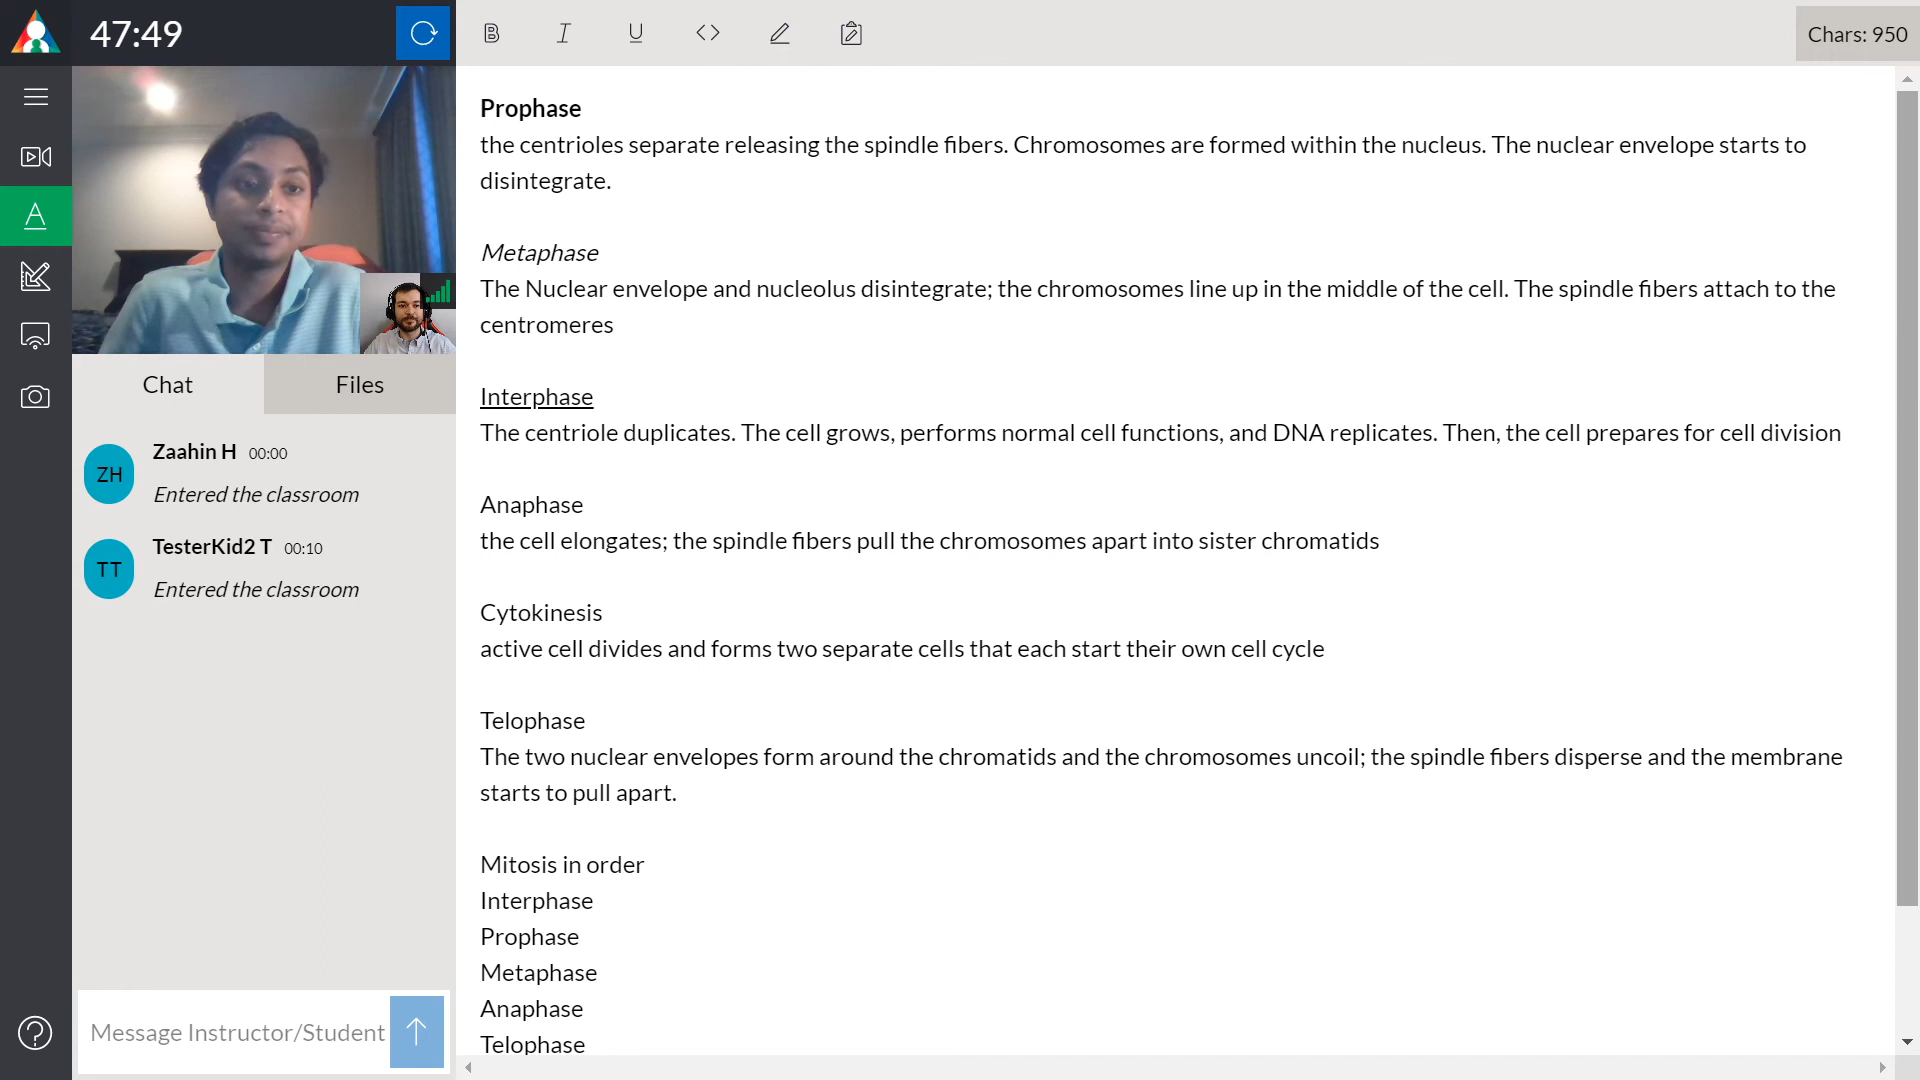 47:49
B I U <>
Chars: 950
Chat
Files
ZH
Zaahin H 00:00
Entered the classroom
TT
TesterKid2 T 00:10
Entered the classroom
Message Instructor/Student
Prophase
the centrioles separate releasing the spindle fibers. Chromosomes are formed within the nucleus. The nuclear envelope starts to
disintegrate.
Metaphase
The Nuclear envelope and nucleolus disintegrate; the chromosomes line up in the middle of the cell. The spindle fibers attach to the
centromeres
Interphase
The centriole duplicates. The cell grows, performs normal cell functions, and DNA replicates. Then, the cell prepares for cell division
Anaphase
the cell elongates; the spindle fibers pull the chromosomes apart into sister chromatids
Cytokinesis
active cell divides and forms two separate cells that each start their own cell cycle
Telophase
The two nuclear envelopes form around the chromatids and the chromosomes uncoil; the spindle fibers disperse and the membrane
starts to pull apart.
Mitosis in order
Interphase
Prophase
Metaphase
Anaphase
Telophase